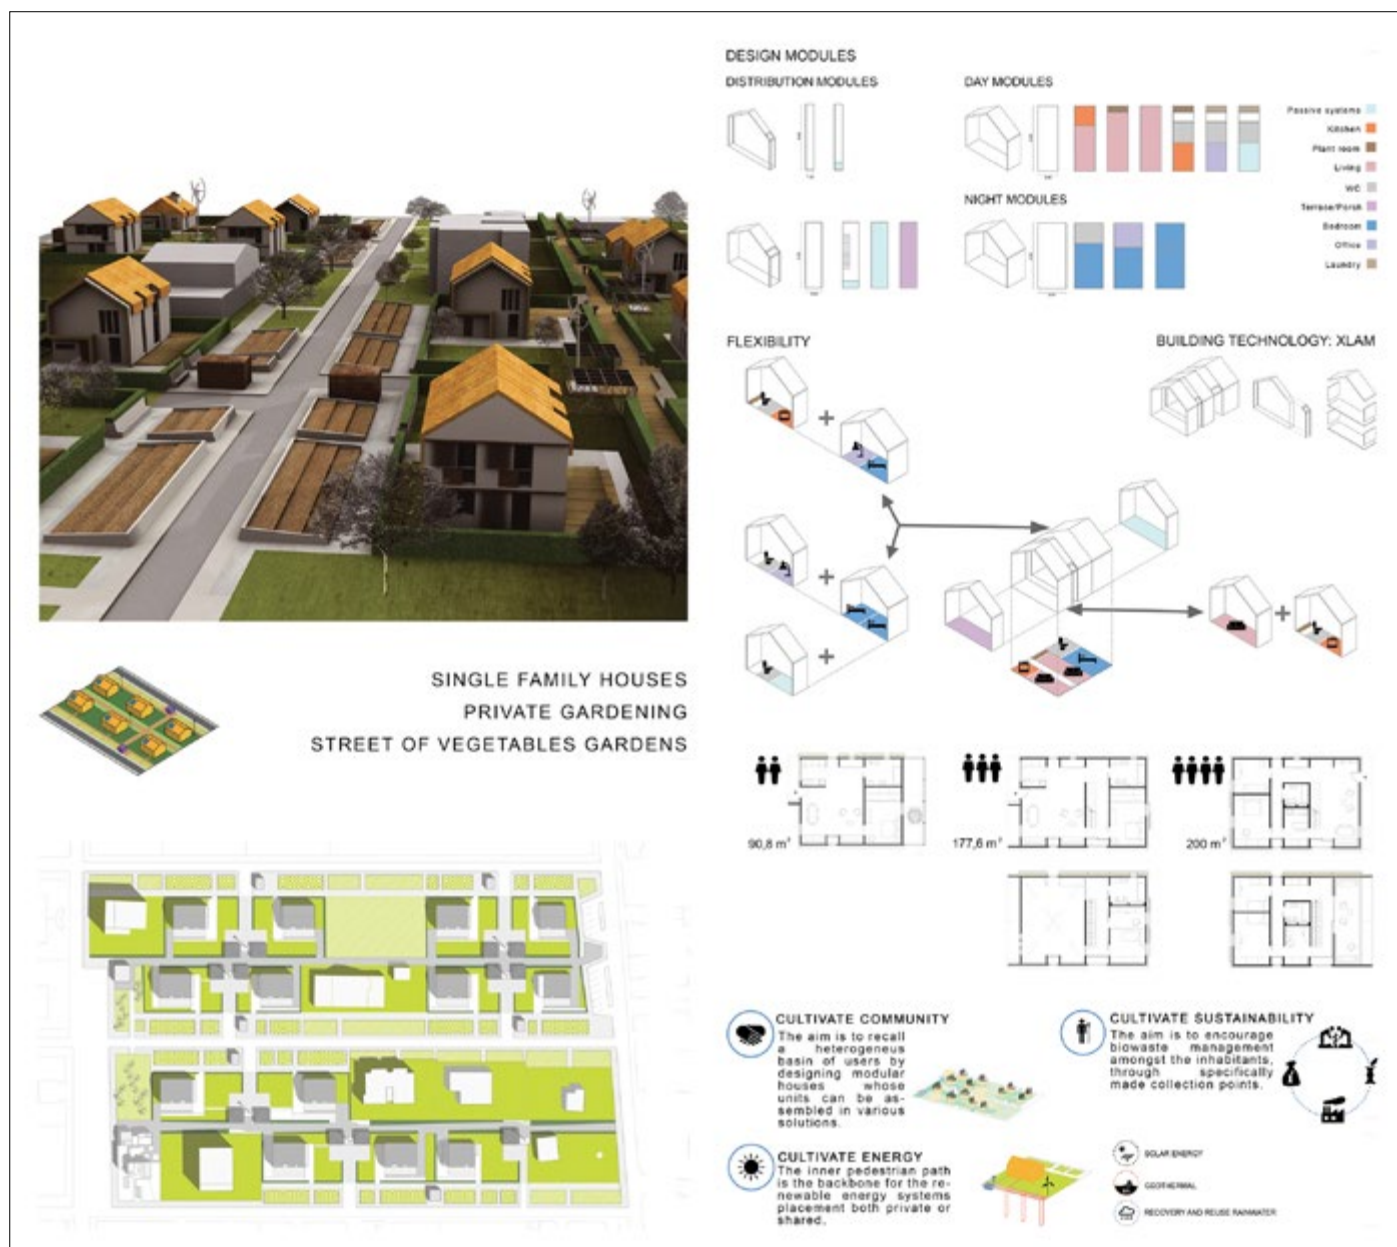 DESIGN MODULES
DISTRIBUTION MODULES
DAY MODULES
Passive systems
Kitchen
Plant room
Living
WC
Terrace/Porsh
Bedroom
Office
Laundry
NIGHT MODULES
FLEXIBILITY
BUILDING TECHNOLOGY: XLAM
+
+
+
+
+
SINGLE FAMILY HOUSES
PRIVATE GARDENING
STREET OF VEGETABLES GARDENS
90,8 m²
177,6 m²
200 m²
CULTIVATE COMMUNITY
The aim is to recall
a heterogeneus
basin of users by
designing modular
houses whose
units can be as-
sembled in various
solutions.
CULTIVATE SUSTAINABILITY
The aim is to encourage
biowaste management
amongst the inhabitants,
through specifically
made collection points.
CULTIVATE ENERGY
The inner pedestrian path
is the backbone for the re-
newable energy systems
placement both private or
shared.
SOLAR ENERGY
GEOTHERMAL
RECOVERY AND REUSE RAINWATER